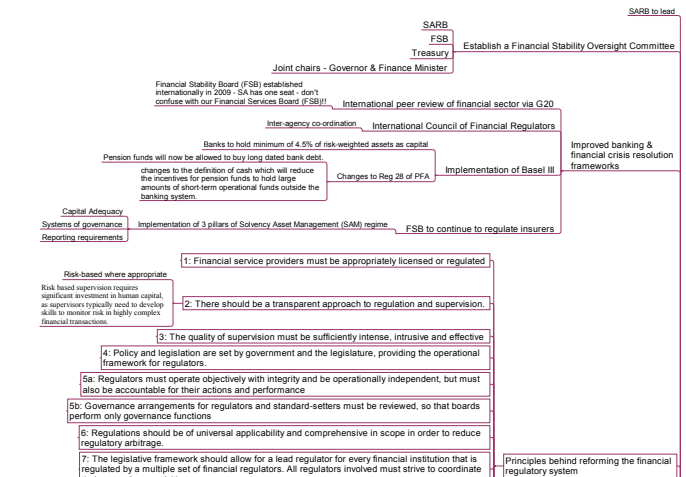 SARB to lead
SARB
FSB
Treasury
Joint chairs - Governor & Finance Minister
Establish a Financial Stability Oversight Committee
Financial Stability Board (FSB) established
internationally in 2009 - SA has one seat - don't
confuse with our Financial Services Board (FSB)!!
International peer review of financial sector via G20
Inter-agency co-ordination
International Council of Financial Regulators
Banks to hold minimum of 4.5% of risk-weighted assets as capital
Pension funds will now be allowed to buy long dated bank debt.
changes to the definition of cash which will reduce
the incentives for pension funds to hold large
amounts of short-term operational funds outside the
banking system.
Changes to Reg 28 of PFA
Implementation of Basel III
Improved banking &
financial crisis resolution
frameworks
Capital Adequacy
Systems of governance
Reporting requirements
Implementation of 3 pillars of Solvency Asset Management (SAM) regime
FSB to continue to regulate insurers
1: Financial service providers must be appropriately licensed or regulated
Risk-based where appropriate
Risk based supervision requires
significant investment in human capital,
as supervisors typically need to develop
skills to monitor risk in highly complex
financial transactions.
2: There should be a transparent approach to regulation and supervision.
3: The quality of supervision must be sufficiently intense, intrusive and effective
4: Policy and legislation are set by government and the legislature, providing the operational
framework for regulators.
5a: Regulators must operate objectively with integrity and be operationally independent, but must
also be accountable for their actions and performance
5b: Governance arrangements for regulators and standard-setters must be reviewed, so that boards
perform only governance functions
6: Regulations should be of universal applicability and comprehensive in scope in order to reduce
regulatory arbitrage.
7: The legislative framework should allow for a lead regulator for every financial institution that is
regulated by a multiple set of financial regulators. All regulators involved must strive to coordinate
Principles behind reforming the financial
regulatory system